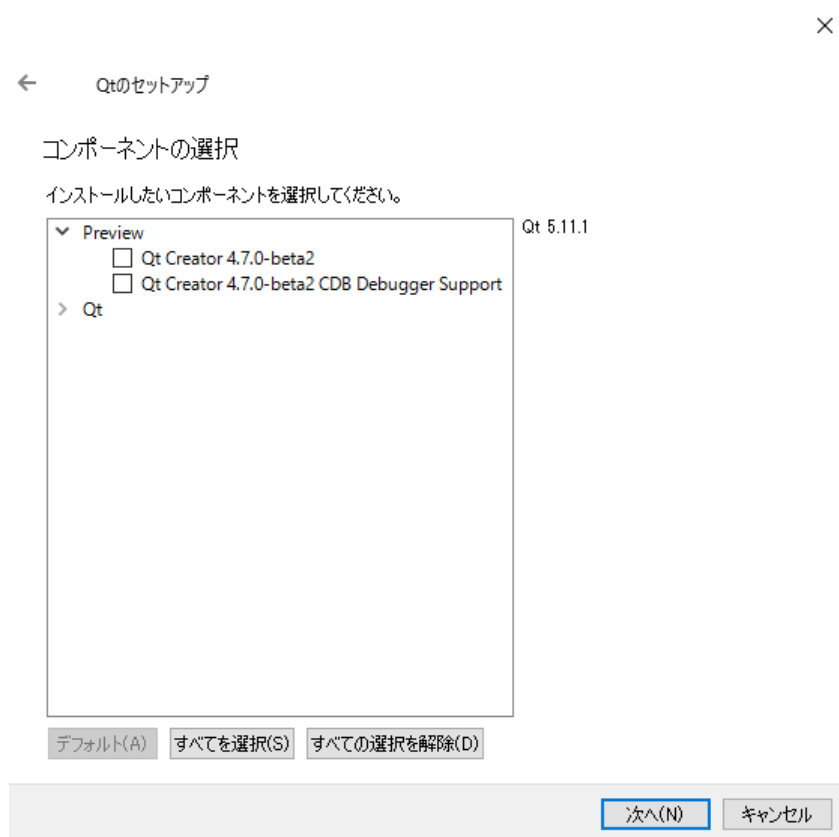 Qtのセットアップ
コンポーネントの選択
インストールしたいコンポーネントを選択してください。
Preview
Qt 5.11.1
Qt Creator 4.7.0-beta2
Qt Creator 4.7.0-beta2 CDB Debugger Support
Qt
デフォルト(A) すべてを選択(S) すべての選択を解除(D)
次へ(N) キャンセル